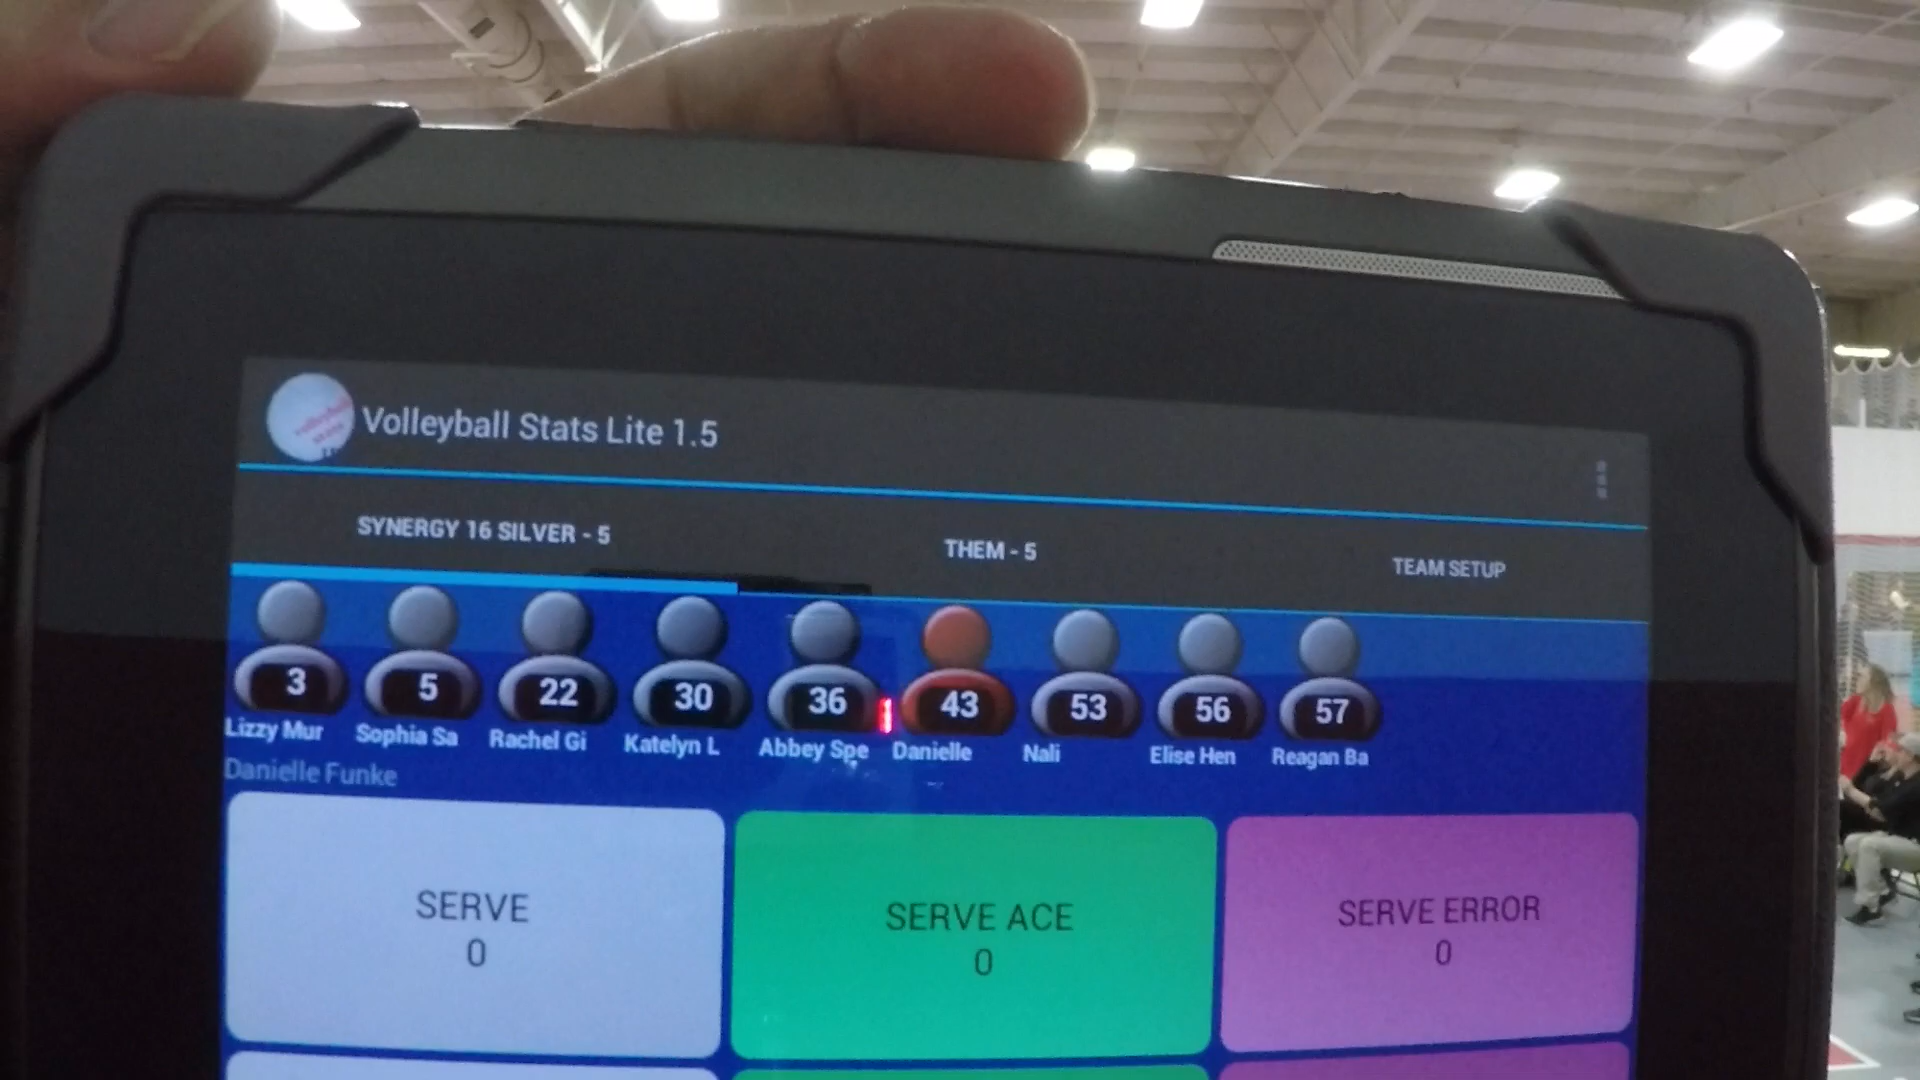 Volleyball Stats Lite 1.5
SYNERGY 16 SILVER - 5 THEM - 5 TEAM SETUP
3 5 22 30 36 43 53 56 57
Lizzy Mur Sophia Sa Rachel Gi Katelyn L Abbey Spe Danielle Nali Elise Hen Reagan Ba
Danielle Funke
SERVE SERVE ACE SERVE ERROR
0 0 0